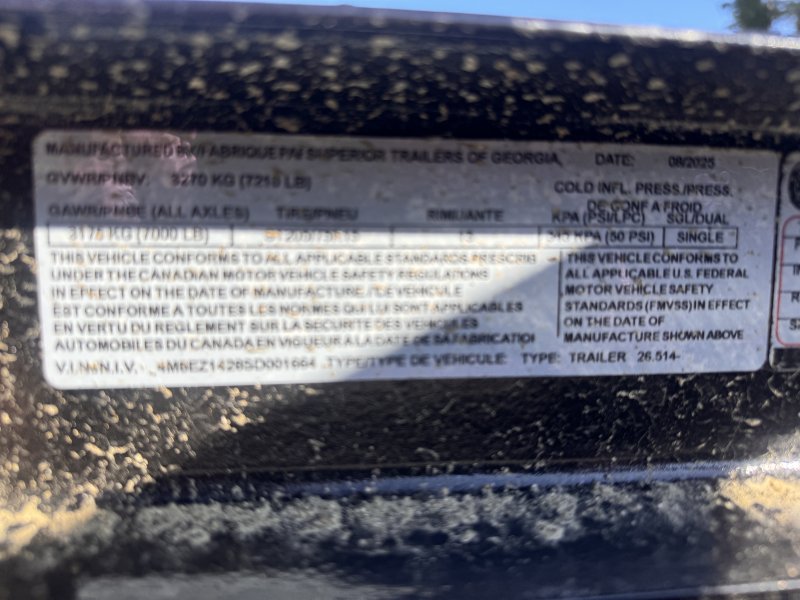 MANUFACTURED BY/FABRIQUE PAR SUPERIOR TRAILERS OF GEORGIA, DATE: 08/2025
GVWR/PNBV: 3270 KG (7218 LB)
COLD INFL. PRESS/PRESS.
DE GONF A FROID
GAWR/PNBE (ALL AXLES) TIRE/PNEU RIM/JANTE KPA (PSI/LPC) SGL/DUAL
3175 KG (7000 LB) 15 KPA (50 PSI) SINGLE
THIS VEHICLE CONFORMS TO ALL APPLICABLE STANDARDS PRESCRIB
UNDER THE CANADIAN MOTOR VEHICLE SAFETY REGULATIONS
IN EFFECT ON THE DATE OF MANUFACTURE / CE VEHICULE
EST CONFORME A TOUTES LES NORMES QUI LUI SONT APPLICABLES
EN VERTU DU REGLEMENT SUR LA SECURITE DES VEHICULES
AUTOMOBILES DU CANADA EN VIGUEUR A LA DATE DE SA FABRICATION
THIS VEHICLE CONFORMS TO
ALL APPLICABLE U.S. FEDERAL
MOTOR VEHICLE SAFETY
STANDARDS (FMVSS) IN EFFECT
ON THE DATE OF
MANUFACTURE SHOWN ABOVE
V.I.N./N.I.V.: TYPE/TYPE DE VEHICULE: TYPE: TRAILER 26.514-